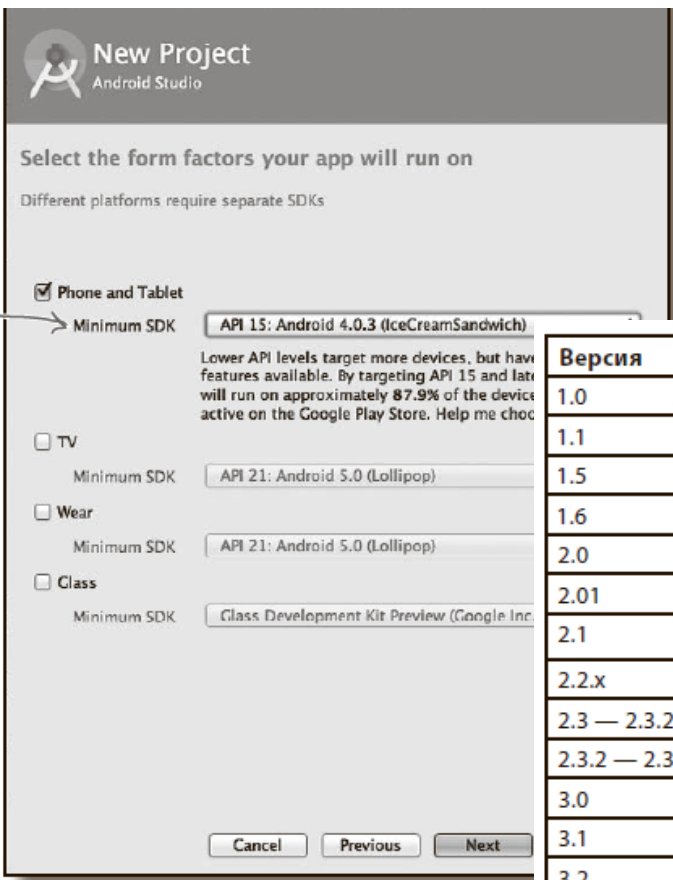 New Project
Android Studio
Select the form factors your app will run on
Different platforms require separate SDKs
Phone and Tablet
Minimum SDK API 15: Android 4.0.3 (IceCreamSandwich)
Lower API levels target more devices, but have
features available. By targeting API 15 and
will run on approximately 87.9% of the
active on the Google Play Store. Help me
TV
Minimum SDK API 21: Android 5.0 (Lollipop)
Wear
Minimum SDK API 21: Android 5.0 (Lollipop)
Glass
Minimum SDK Glass Development Kit Preview (Google Inc.
Cancel Previous Next
Версия
1.0
1.1
1.5
1.6
2.0
2.01
2.1
2.2.x
2.3 — 2.3.2
2.3.2 — 2.3
3.0
3.1
3.2